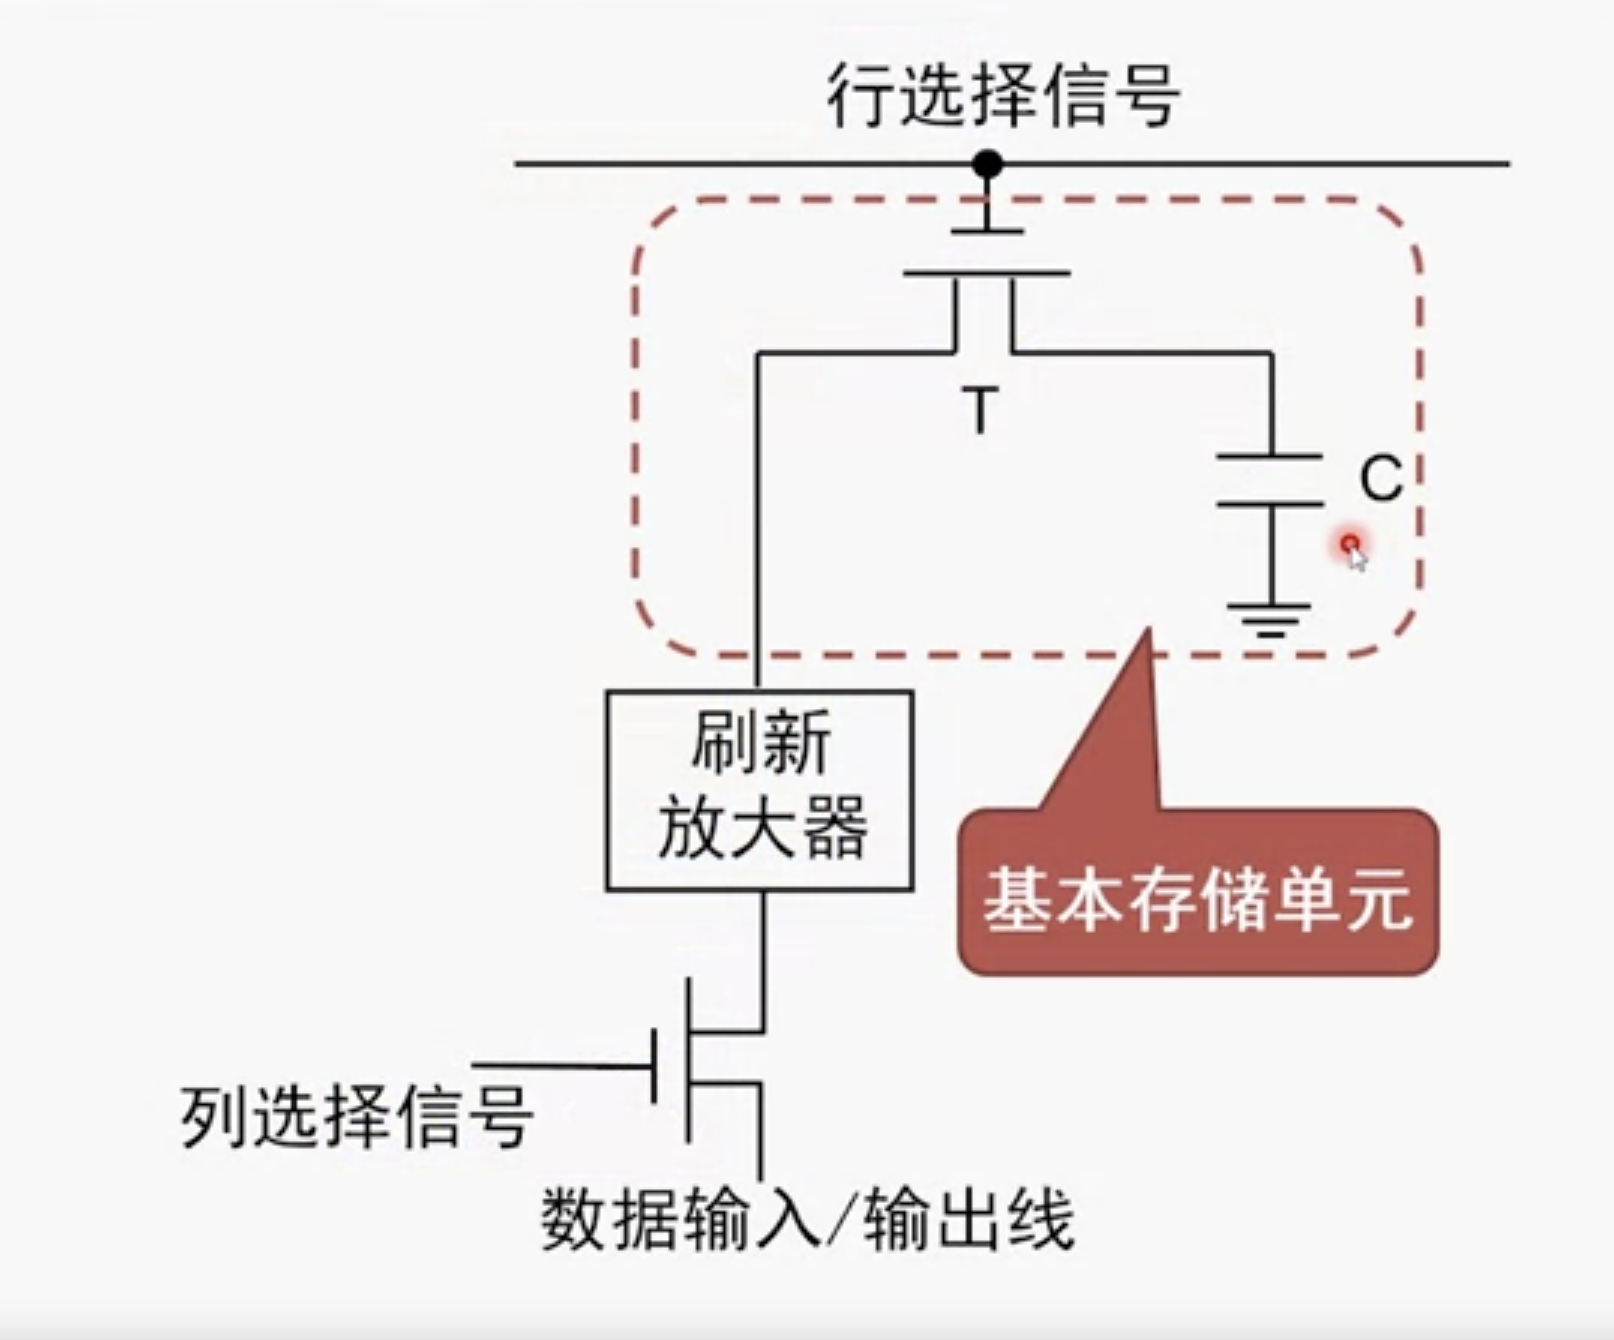 行选择信号
T
C
刷新
放大器
基本存储单元
列选择信号
数据输入/输出线